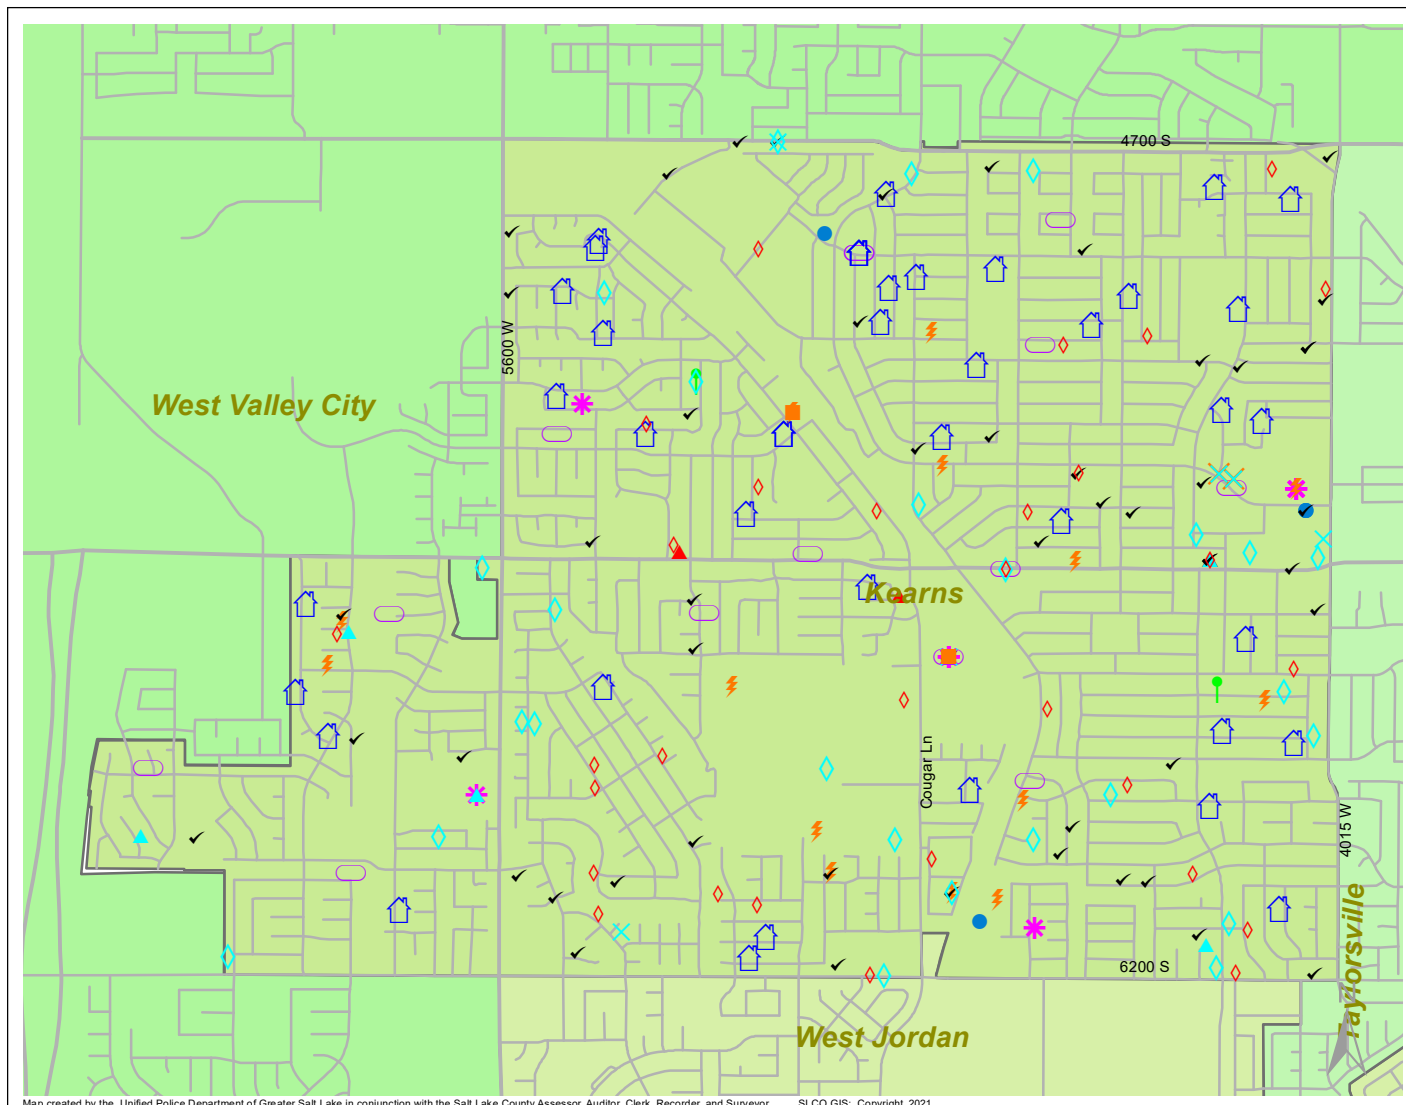 4700 S
5600 W
West Valley City
Kearns
Cougar Ln
4015 W
Taylorsville
6200 S
West Jordan
Map created by the Unified Police Department of Greater Salt Lake in conjunction with the Salt Lake County Assessor, Auditor, Clerk, Recorder, and Surveyor. SLCO GIS: Copyright 2021